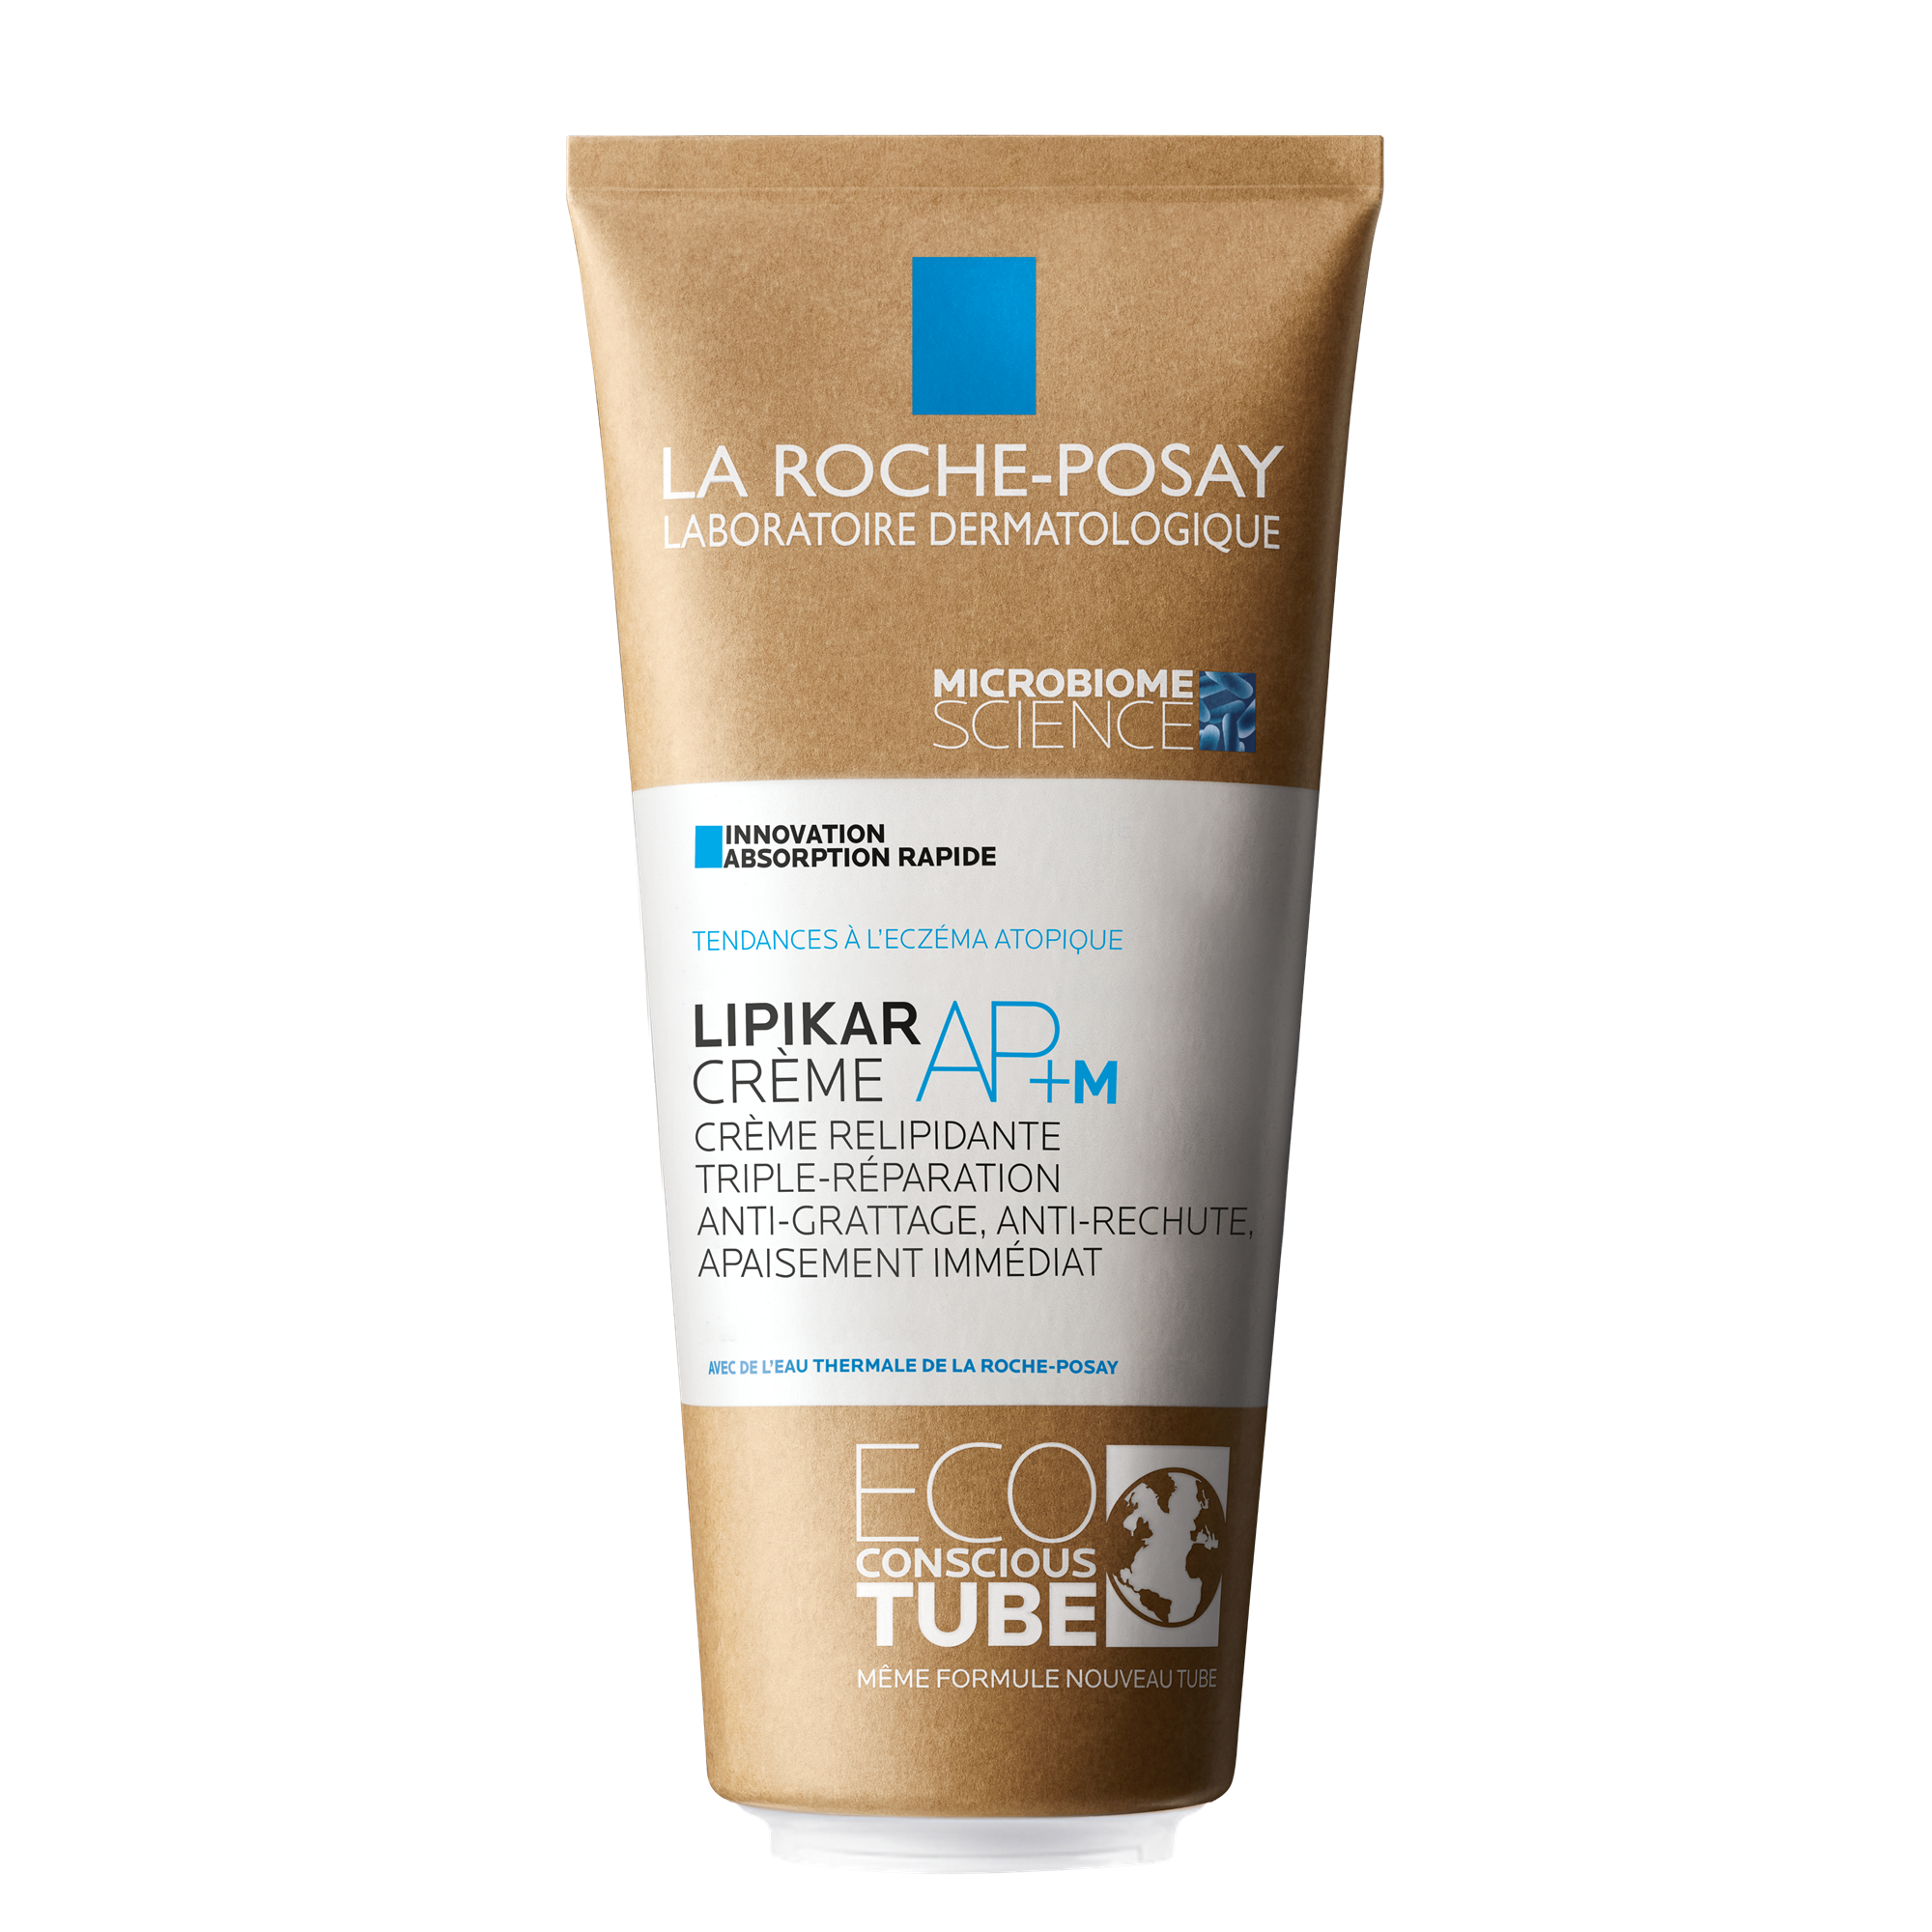 LA ROCHE-POSAY
LABORATOIRE DERMATOLOGIQUE
MICROBIOME
SCIENCE
INNOVATION
ABSORPTION RAPIDE
TENDANCES À L'ECZÉMA ATOPIQUE
LIPIKAR
CRÈME AP+M
CRÈME RELIPIDANTE
TRIPLE-RÉPARATION
ANTI-GRATTAGE, ANTI-RECHUTE,
APAISEMENT IMMÉDIAT
AVEC DE L'EAU THERMALE DE LA ROCHE-POSAY
ECO
CONSCIOUS
TUBE
MÊME FORMULE NOUVEAU TUBE